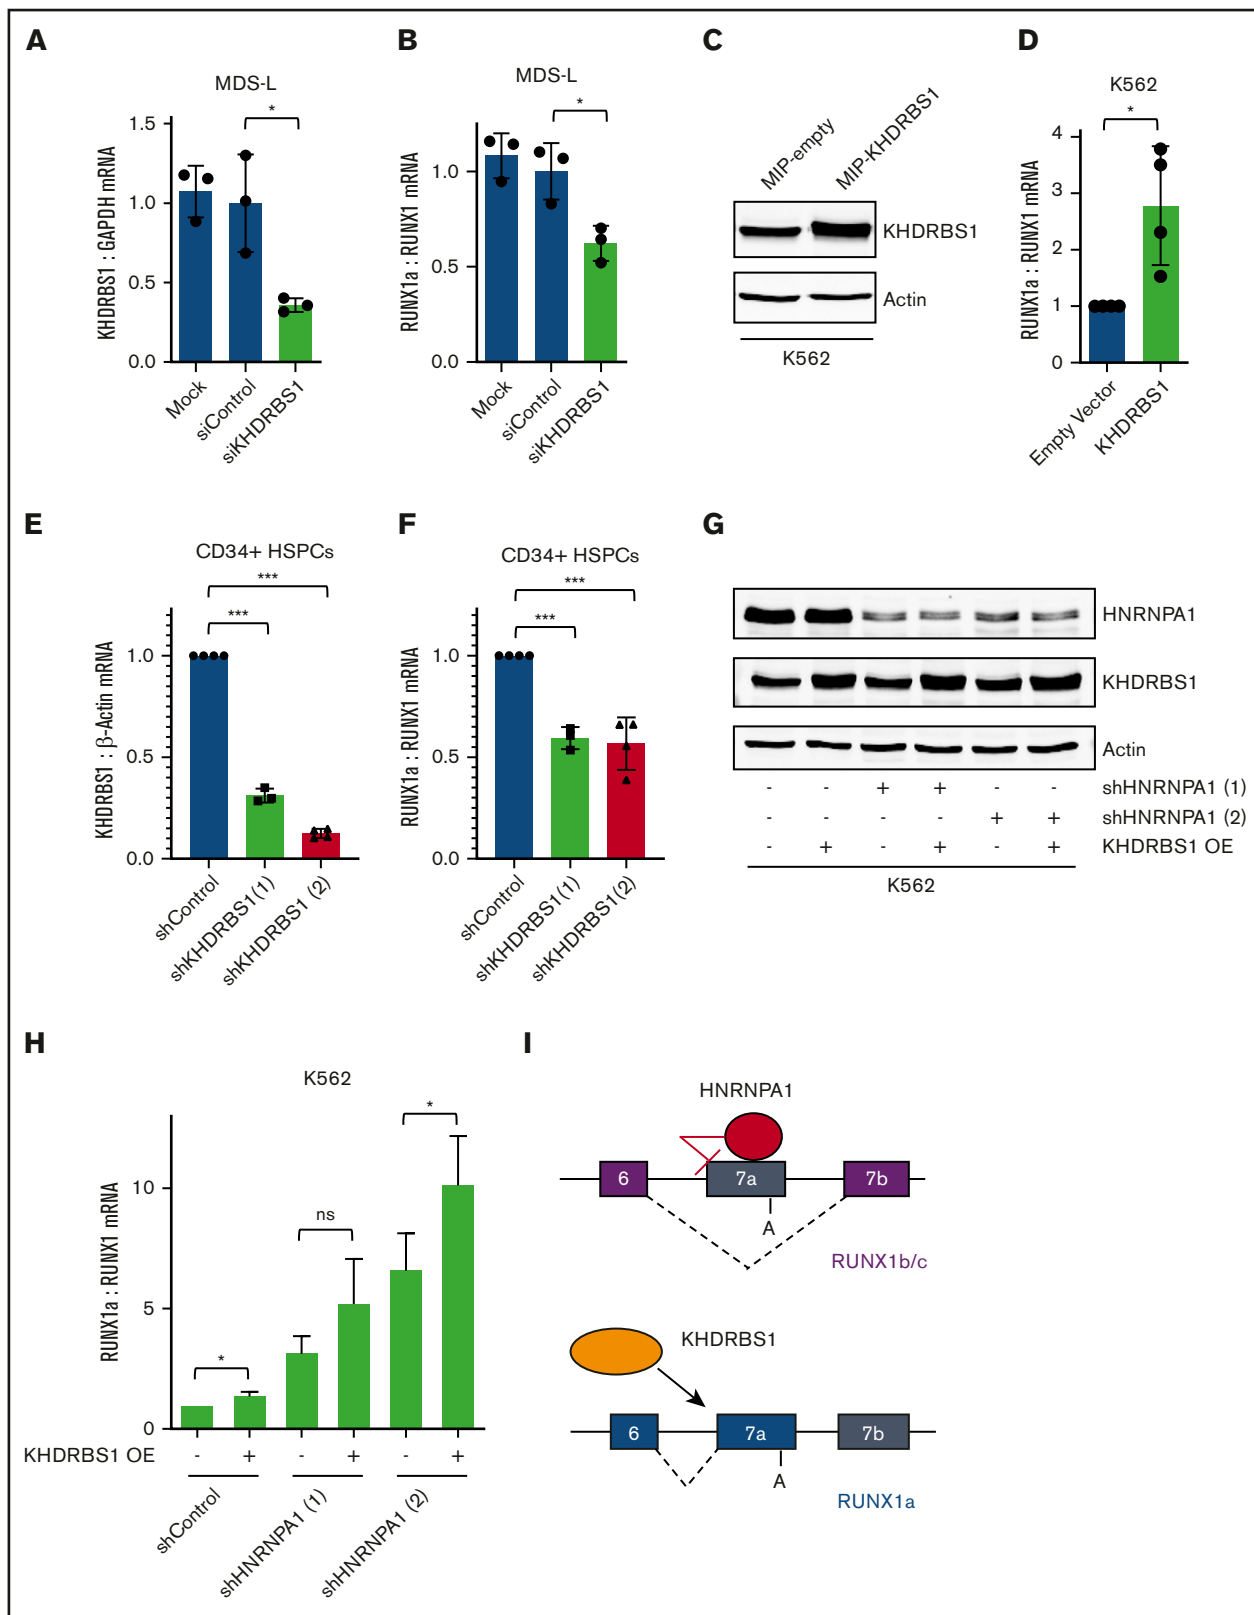 A
MDS-L
*
KHDRBS1 : GAPDH mRNA
1.5
1.0
0.5
0.0
Mock
siControl
siKHDRBS1
B
MDS-L
*
RUNX1a : RUNX1 mRNA
1.0
0.5
0.0
Mock
siControl
siKHDRBS1
C
MIP-empty
MIP-KHDRBS1
KHDRBS1
Actin
K562
D
K562
*
RUNX1a : RUNX1 mRNA
4
3
2
1
0
Empty Vector
KHDRBS1
E
CD34+ HSPCs
***
***
KHDRBS1 : β-Actin mRNA
1.0
0.5
0.0
shControl
shKHDRBS1(1)
shKHDRBS1 (2)
F
CD34+ HSPCs
***
***
RUNX1a : RUNX1 mRNA
1.0
0.5
0.0
shControl
shKHDRBS1(1)
shKHDRBS1(2)
G
HNRNPA1
KHDRBS1
Actin
- - + + - - shHNRNPA1 (1)
- - - - + + shHNRNPA1 (2)
- + - + - + KHDRBS1 OE
K562
H
K562
*
ns
*
RUNX1a : RUNX1 mRNA
10
5
0
KHDRBS1 OE - + - + - +
shControl
shHNRNPA1 (1)
shHNRNPA1 (2)
I
HNRNPA1
6 7a 7b
A
RUNX1b/c
KHDRBS1
6 7a 7b
A
RUNX1a